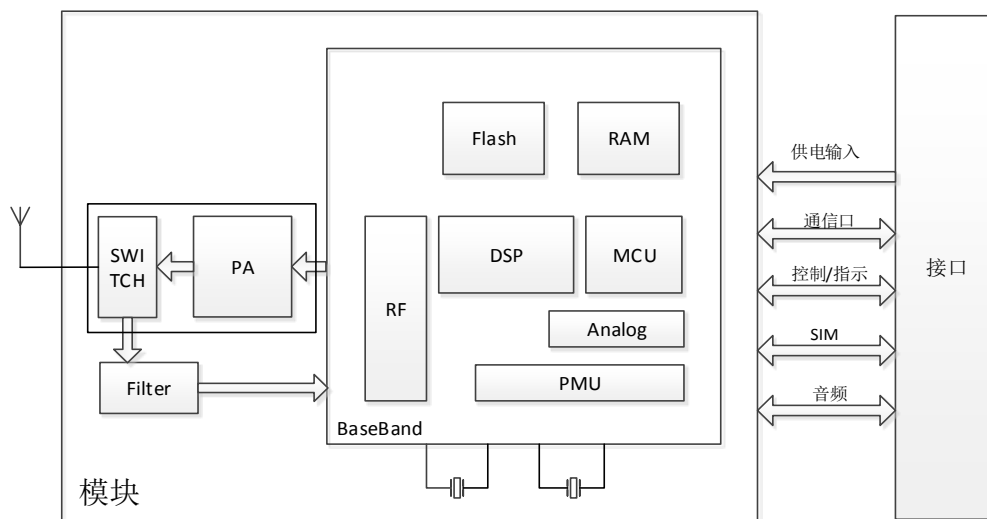 Flash
RAM
供电输入
通信口
SWI
TCH
PA
DSP
MCU
控制/指示
接口
RF
Analog
SIM
Filter
PMU
音频
BaseBand
模块